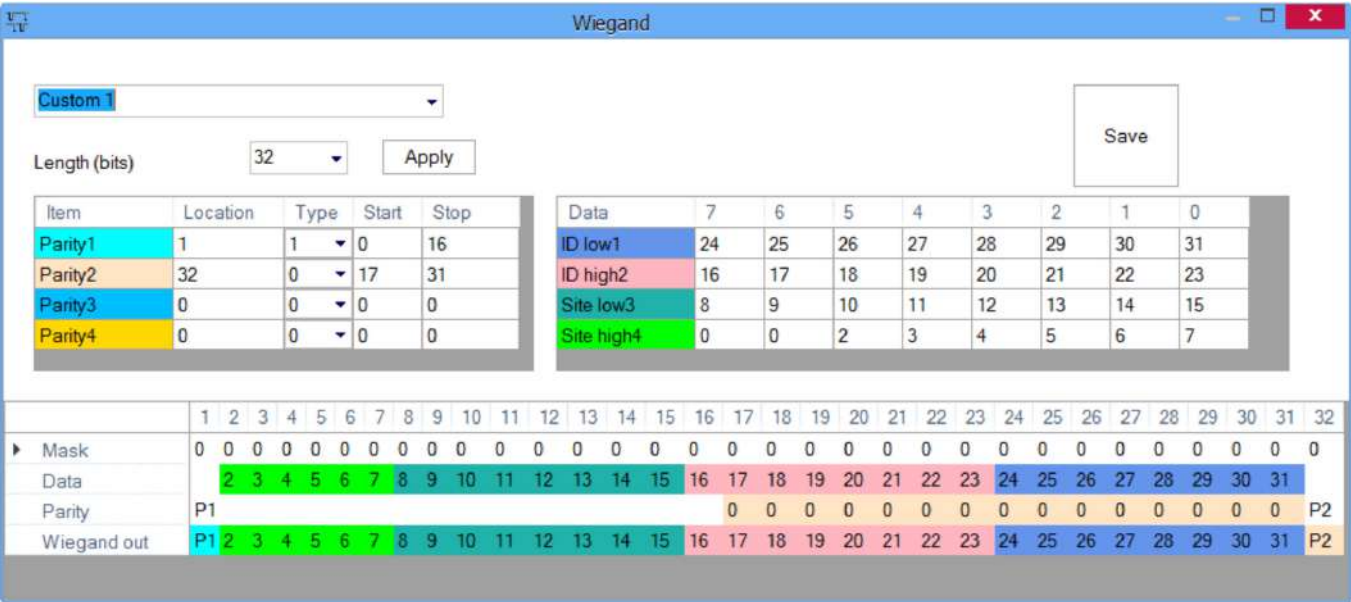 Wiegand
Custom 1
Save
Length (bits) 32 Apply
Item Location Type Start Stop
Parity1 1 1 0 16
Parity2 32 0 17 31
Parity3 0 0 0 0
Parity4 0 0 0 0
Data 7 6 5 4 3 2 1 0
ID low1 24 25 26 27 28 29 30 31
ID high2 16 17 18 19 20 21 22 23
Site low3 8 9 10 11 12 13 14 15
Site high4 0 0 2 3 4 5 6 7
1 2 3 4 5 6 7 8 9 10 11 12 13 14 15 16 17 18 19 20 21 22 23 24 25 26 27 28 29 30 31 32
Mask 0 0 0 0 0 0 0 0 0 0 0 0 0 0 0 0 0 0 0 0 0 0 0 0 0 0 0 0 0 0 0 0
Data 2 3 4 5 6 7 8 9 10 11 12 13 14 15 16 17 18 19 20 21 22 23 24 25 26 27 28 29 30 31
Parity P1 0 0 0 0 0 0 0 0 0 0 0 0 0 0 0 P2
Wiegand out P1 2 3 4 5 6 7 8 9 10 11 12 13 14 15 16 17 18 19 20 21 22 23 24 25 26 27 28 29 30 31 P2